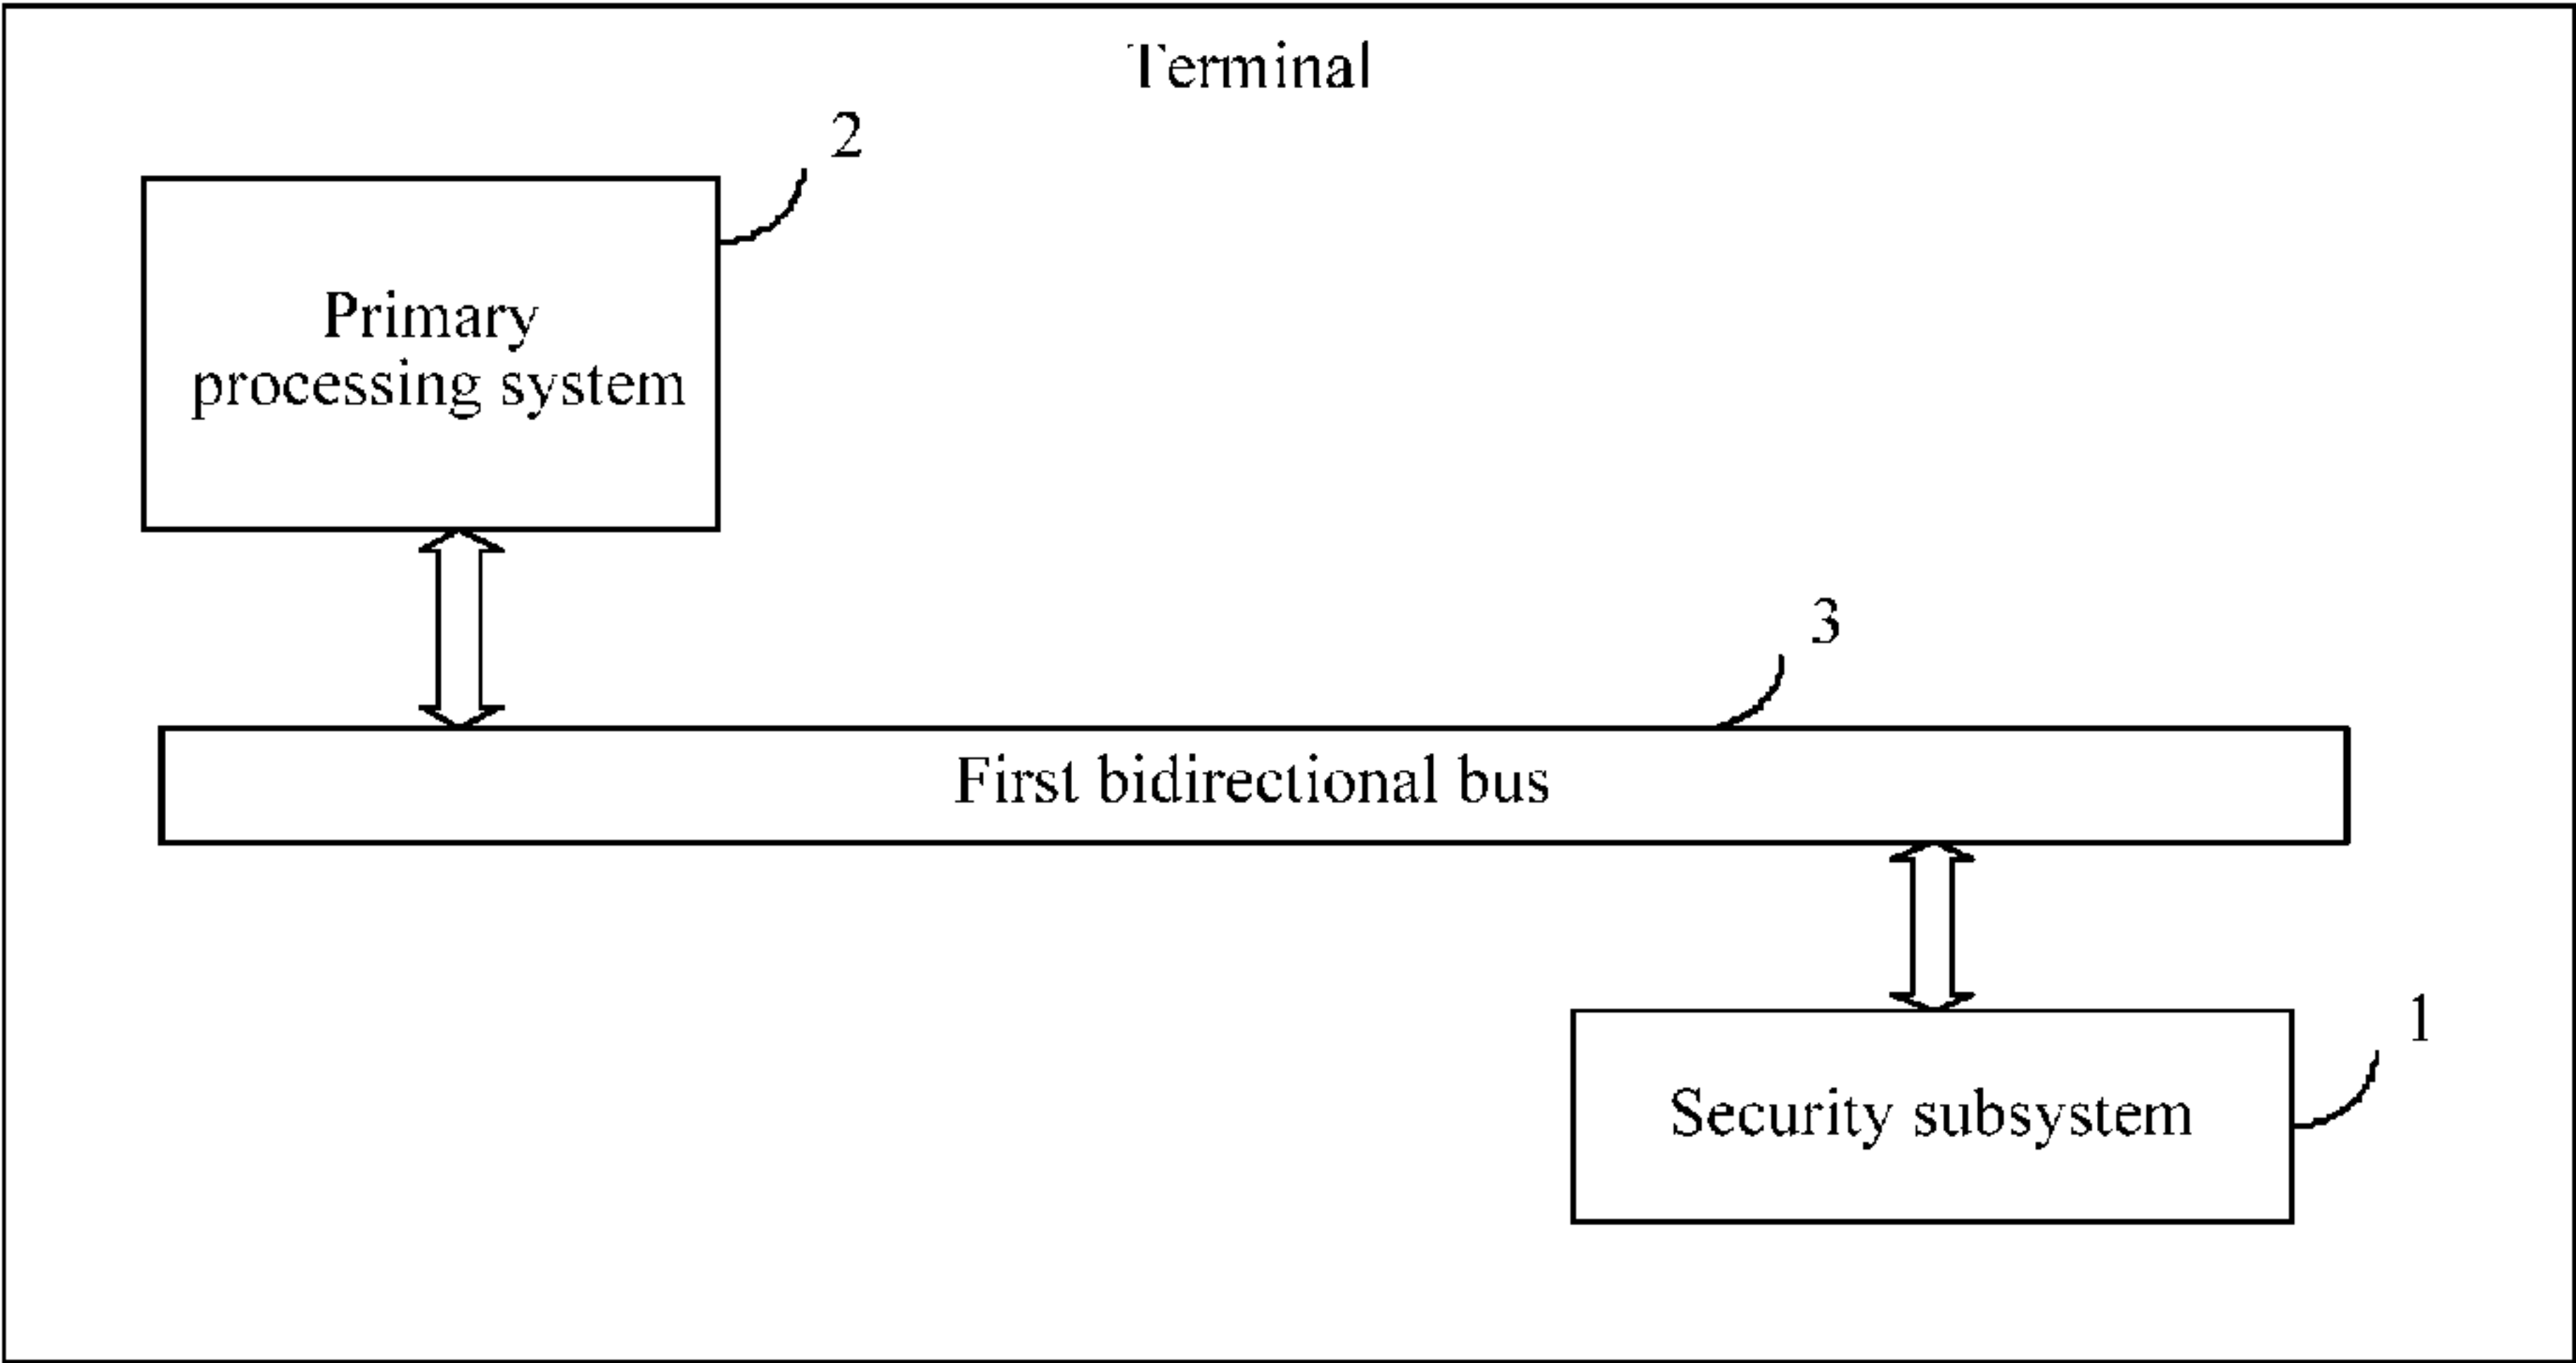 Terminal
2
Primary
processing system
3
First bidirectional bus
1
Security subsystem